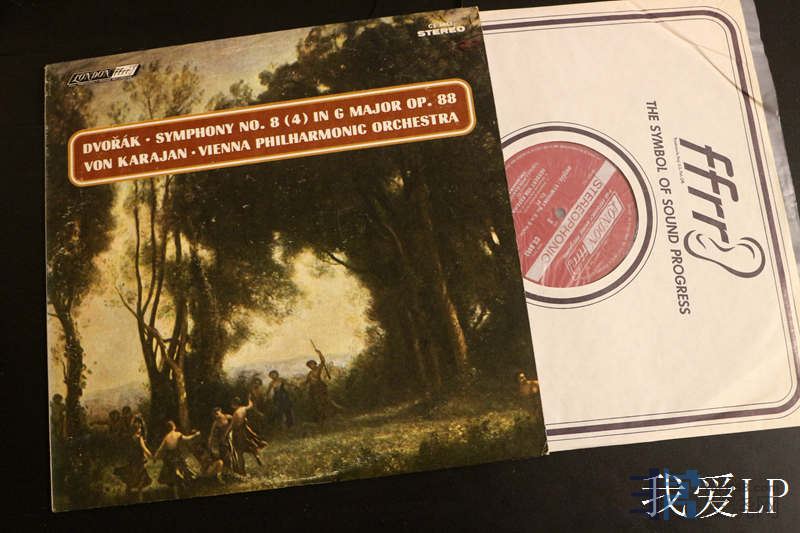 LONDON ffrr
STEREO
DVOŘÁK · SYMPHONY NO. 8 (4) IN G MAJOR OP. 88
VON KARAJAN · VIENNA PHILHARMONIC ORCHESTRA
ffrr
THE SYMBOL OF SOUND PROGRESS
LONDON ffrr
STEREOPHONIC
我爱LP